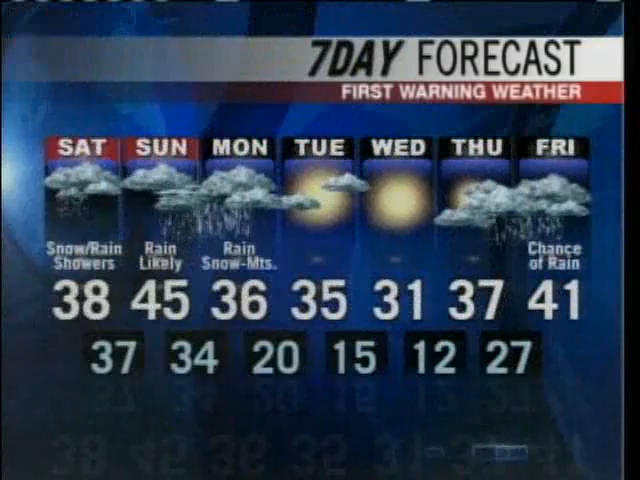 7DAY FORECAST
FIRST WARNING WEATHER
SAT SUN MON TUE WED THU FRI
Snow/Rain Showers Rain Likely Rain Snow-Mts. Chance of Rain
38 45 36 35 31 37 41
37 34 20 15 12 27